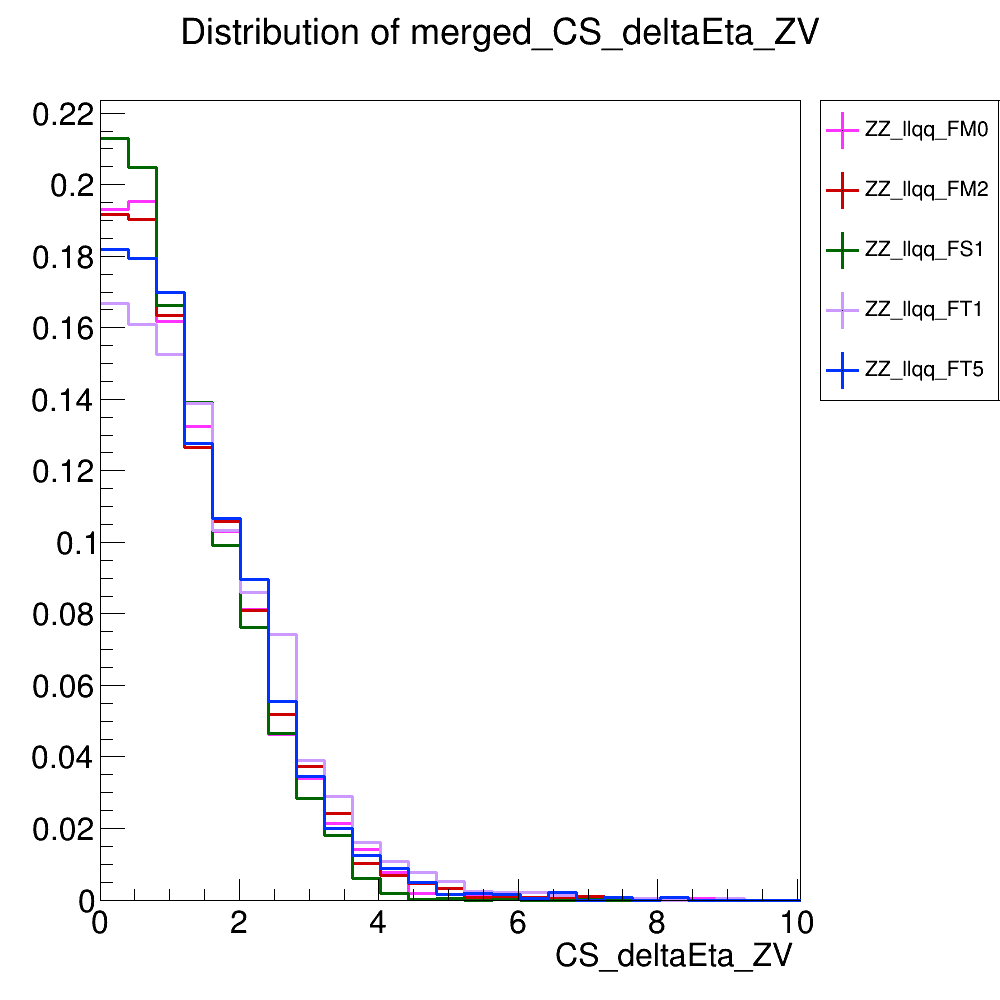 Distribution of merged_CS_deltaEta_ZV
0.22
0.2
0.18
0.16
0.14
0.12
0.1
0.08
0.06
0.04
0.02
0
0 2 4 6 8 10
CS_deltaEta_ZV
ZZ_llqq_FM0
ZZ_llqq_FM2
ZZ_llqq_FS1
ZZ_llqq_FT1
ZZ_llqq_FT5